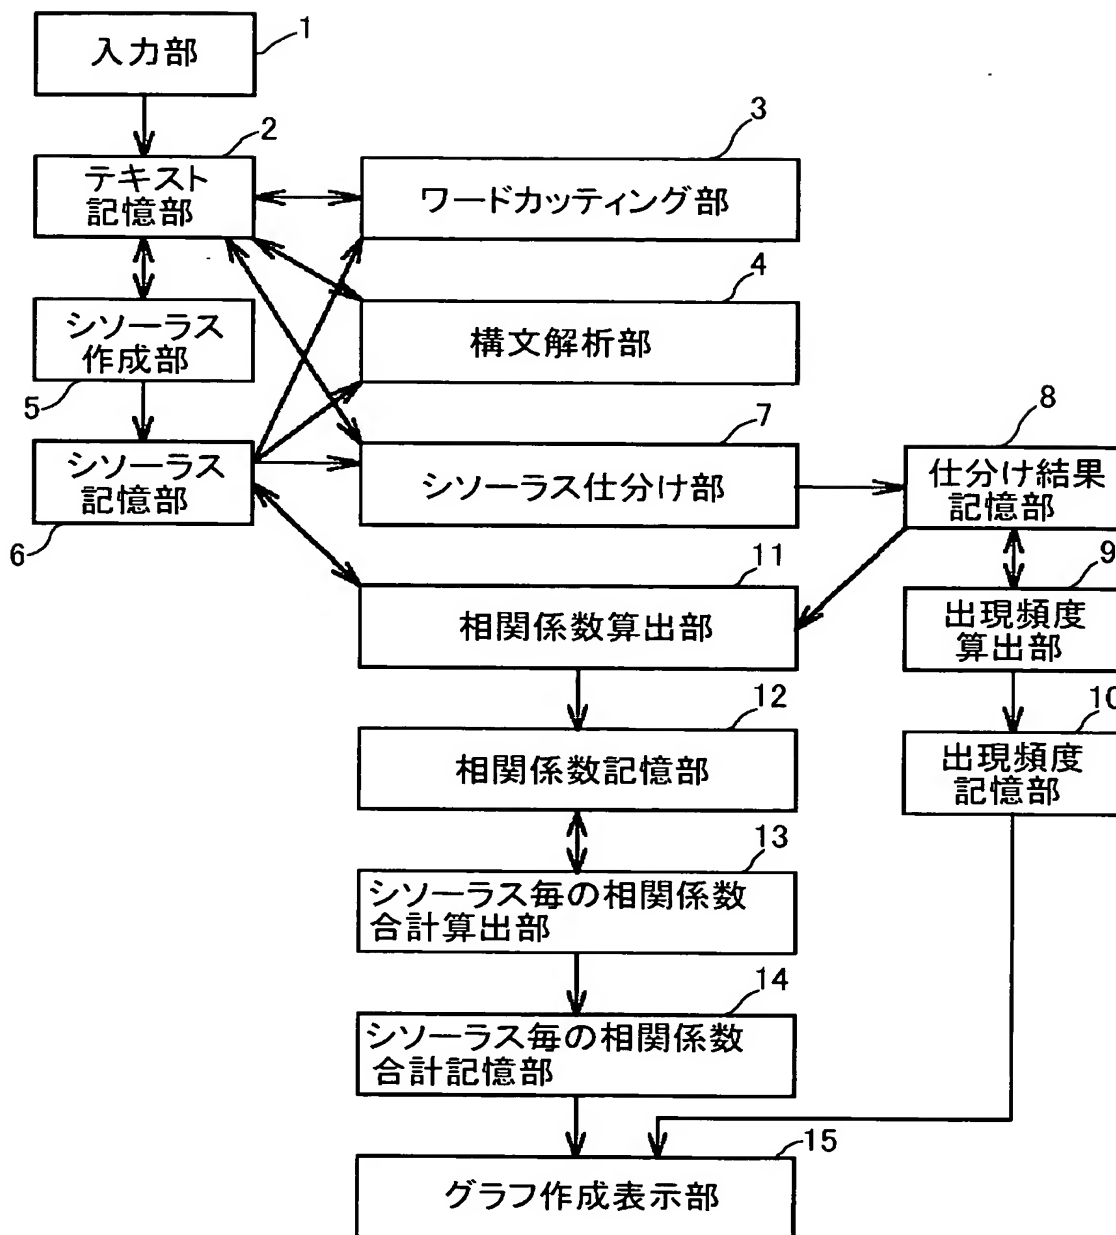 1
入力部
2
テキスト
記憶部
3
ワードカッティング部
4
構文解析部
シソーラス
作成部
5
シソーラス
記憶部
6
7
シソーラス仕分け部
8
仕分け結果
記憶部
9
出現頻度
算出部
10
出現頻度
記憶部
11
相関係数算出部
12
相関係数記憶部
13
シソーラス毎の相関係数
合計算出部
14
シソーラス毎の相関係数
合計記憶部
15
グラフ作成表示部